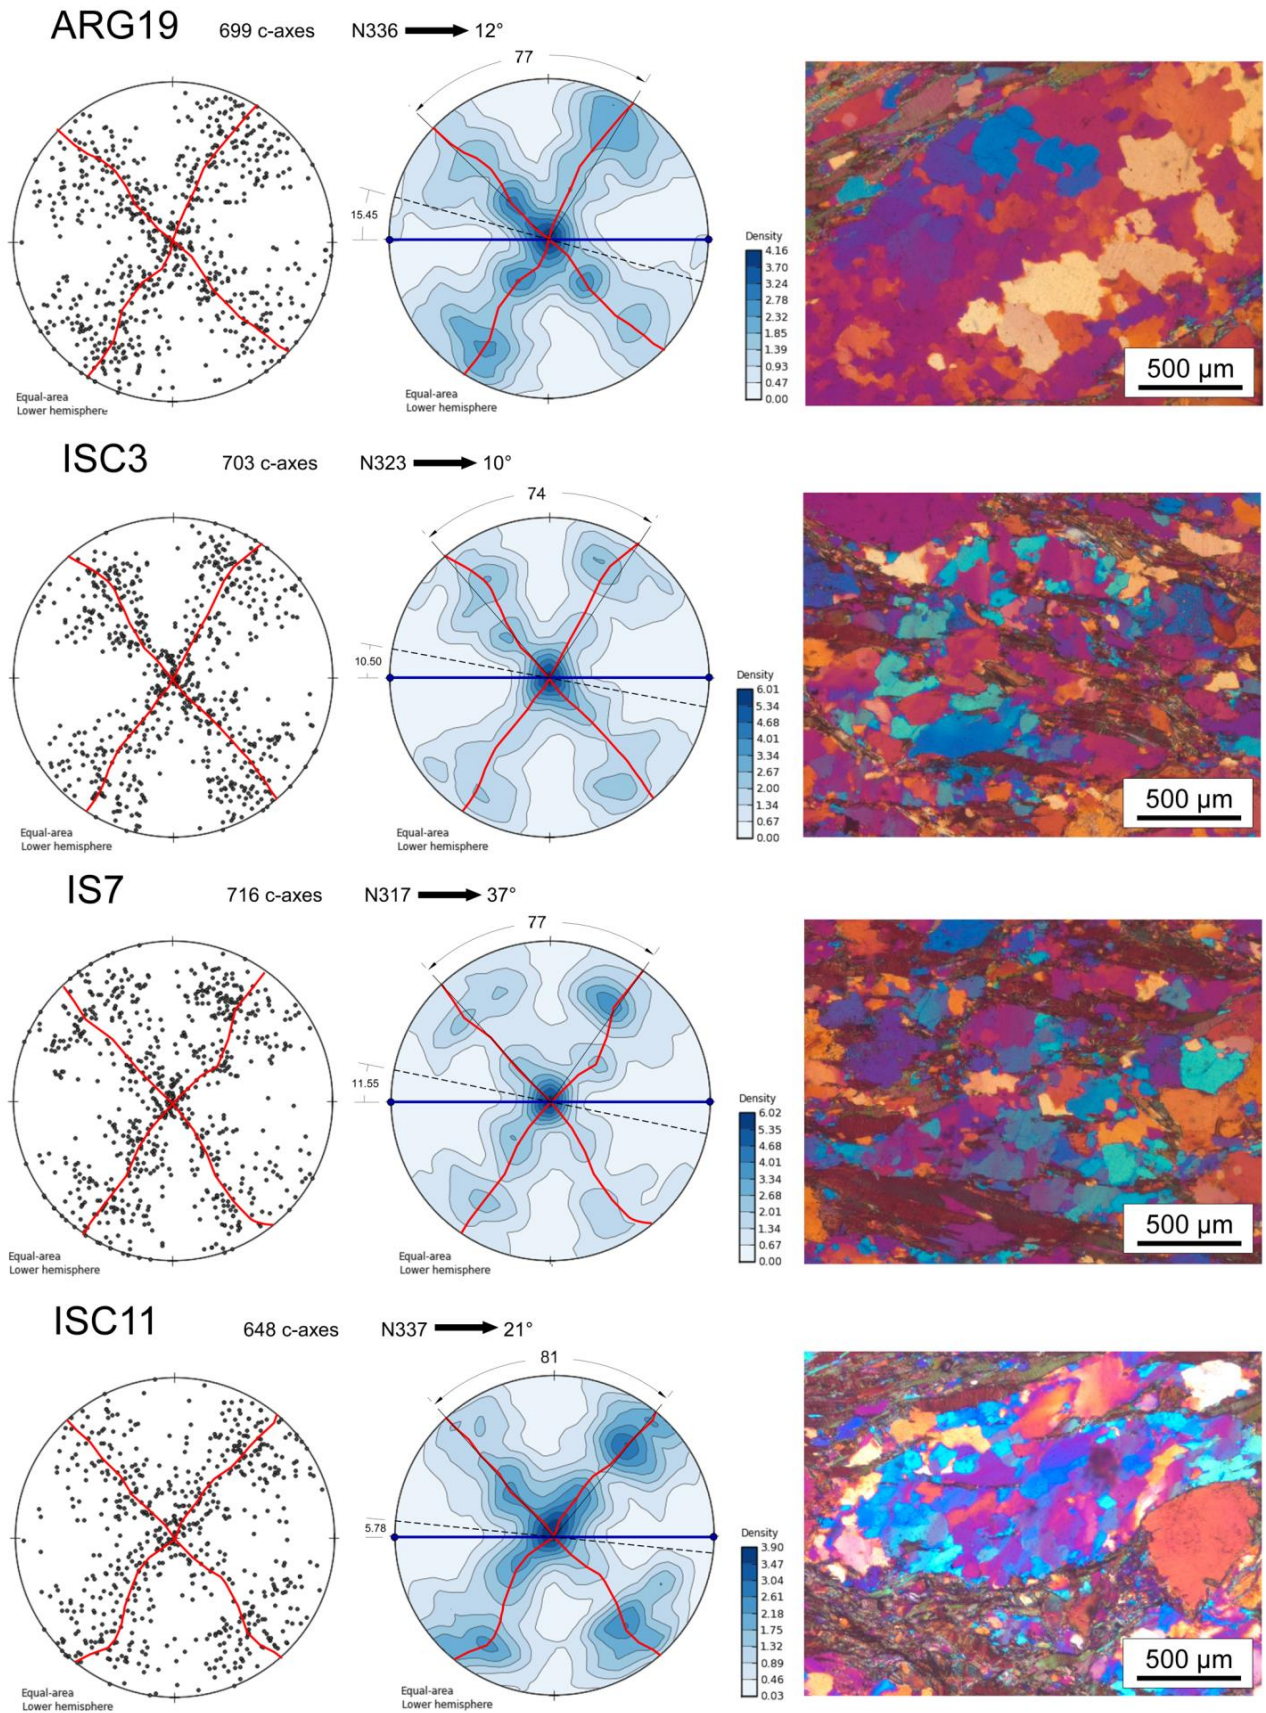 ARG19 699 c-axes N336 12°
77
15.45
Density
4.16
3.70
3.24
2.78
2.32
1.85
1.39
0.93
0.47
0.00
500 µm
Equal-area
Lower hemisphere
Equal-area
Lower hemisphere
ISC3 703 c-axes N323 10°
74
10.50
Density
6.01
5.34
4.68
4.01
3.34
2.67
2.00
1.34
0.67
0.00
500 µm
Equal-area
Lower hemisphere
Equal-area
Lower hemisphere
IS7 716 c-axes N317 37°
77
11.55
Density
6.02
5.35
4.68
4.01
3.34
2.68
2.01
1.34
0.67
0.00
500 µm
Equal-area
Lower hemisphere
Equal-area
Lower hemisphere
ISC11 648 c-axes N337 21°
81
5.78
Density
3.90
3.47
3.04
2.61
2.18
1.75
1.32
0.89
0.46
0.03
500 µm
Equal-area
Lower hemisphere
Equal-area
Lower hemisphere